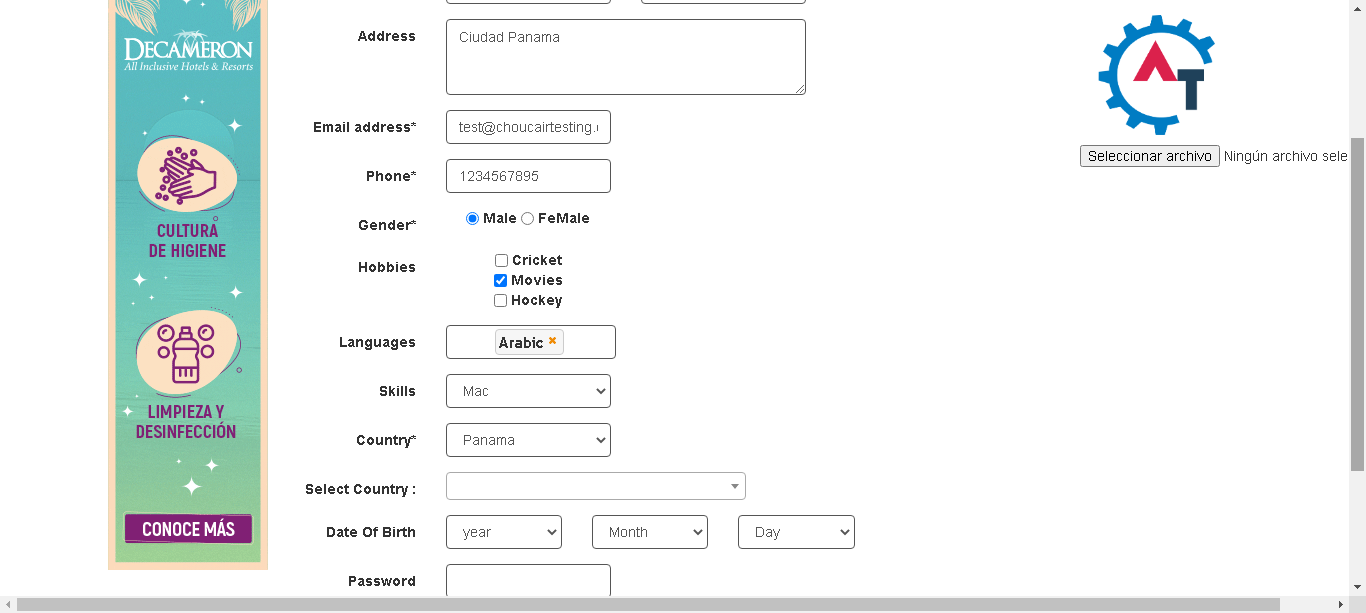 DECAMERON
All Inclusive Hotels & Resorts
CULTURA
DE HIGIENE
LIMPIEZA Y
DESINFECCIÓN
CONOCE MÁS
Address
Ciudad Panama
Email address*
test@choucairtesting.
Phone*
1234567895
Gender*
Male FeMale
Hobbies
Cricket
Movies
Hockey
Languages
Arabic
Skills
Mac
Country*
Panama
Select Country :
Date Of Birth
year Month Day
Password
AT
Seleccionar archivo Ningún archivo sele